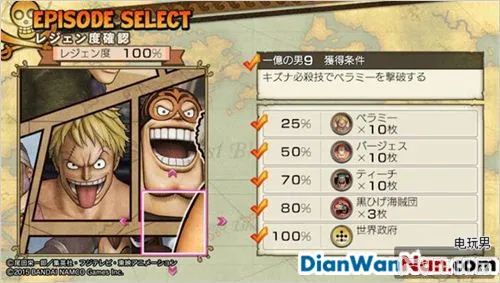 EPISODE SELECT
レジェンド度確認
レジェンド度 100%
一億の男9 獲得条件
キズナ必殺技でベラミーを撃破する
25% ベラミー
×10枚
50% バージェス
×10枚
70% ティーチ
×10枚
80% 黒ひげ海賊団
×3枚
100% 世界政府
©尾田栄一郎／集英社・フジテレビ・東映アニメーション
©2015 BANDAI NAMCO Games Inc.
电玩男
DianWanNan.com